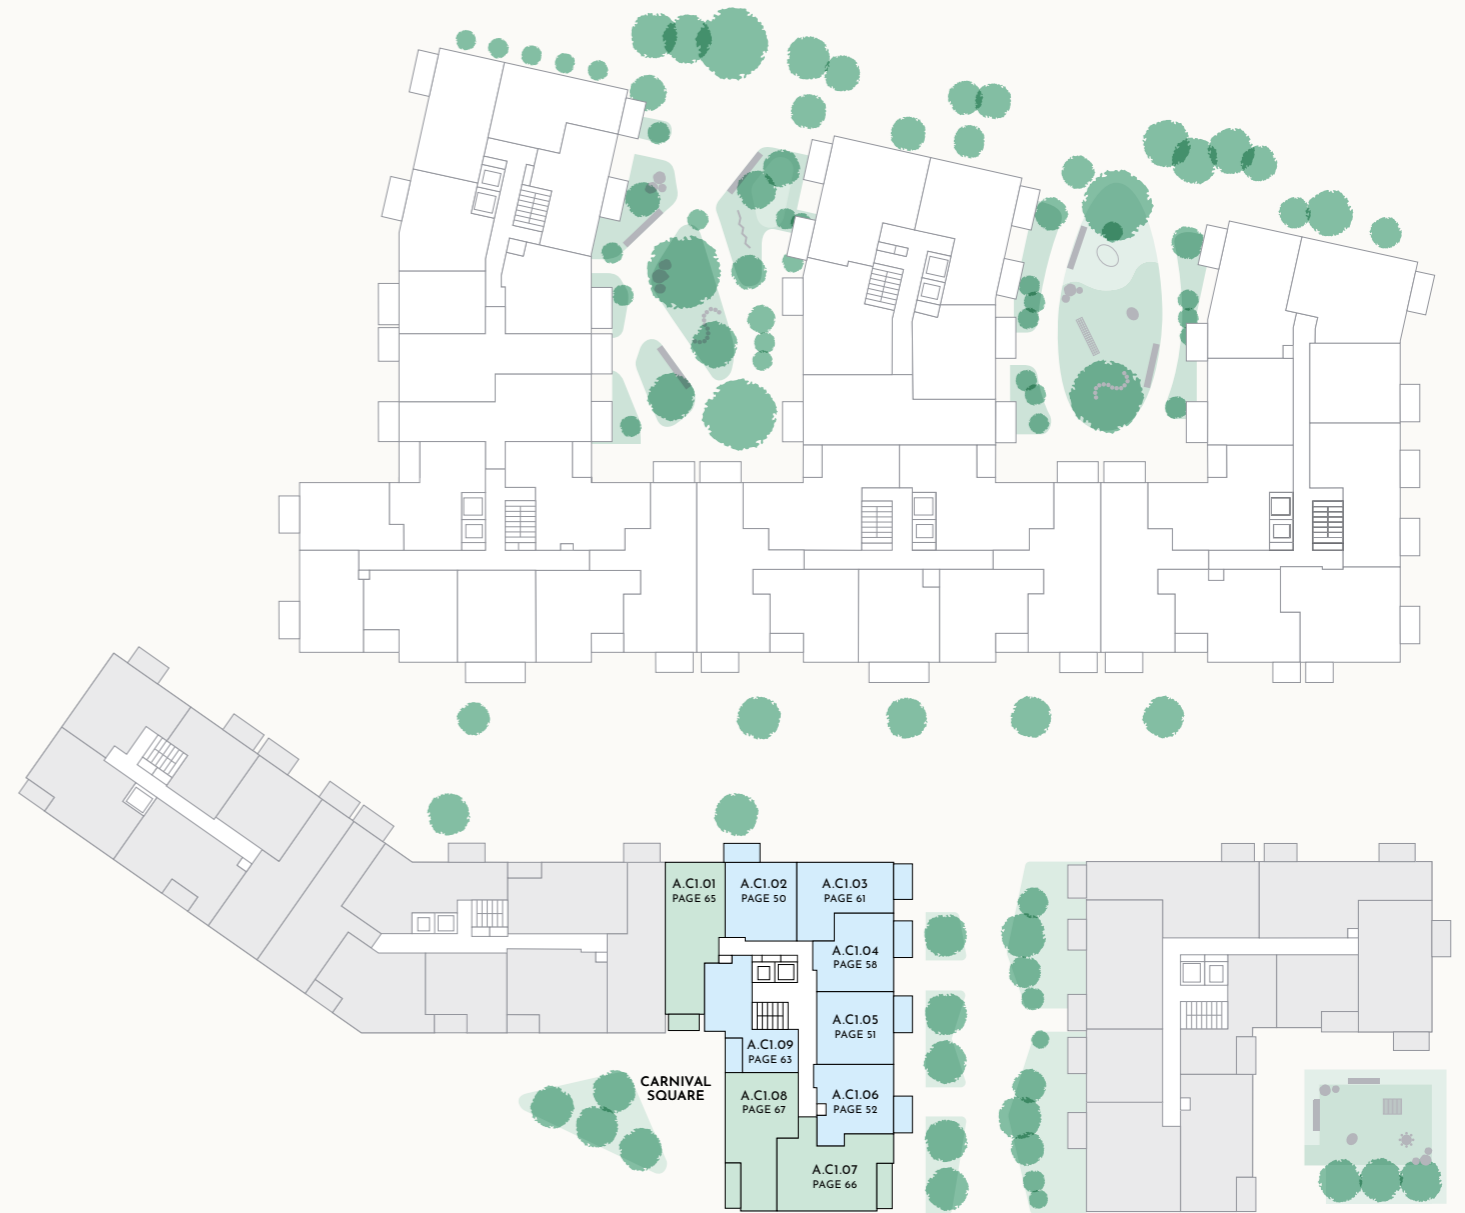 A.C1.01
PAGE 65
A.C1.02
PAGE 50
A.C1.03
PAGE 61
A.C1.04
PAGE 58
A.C1.05
PAGE 51
A.C1.09
PAGE 63
CARNIVAL
SQUARE
A.C1.08
PAGE 67
A.C1.06
PAGE 52
A.C1.07
PAGE 66